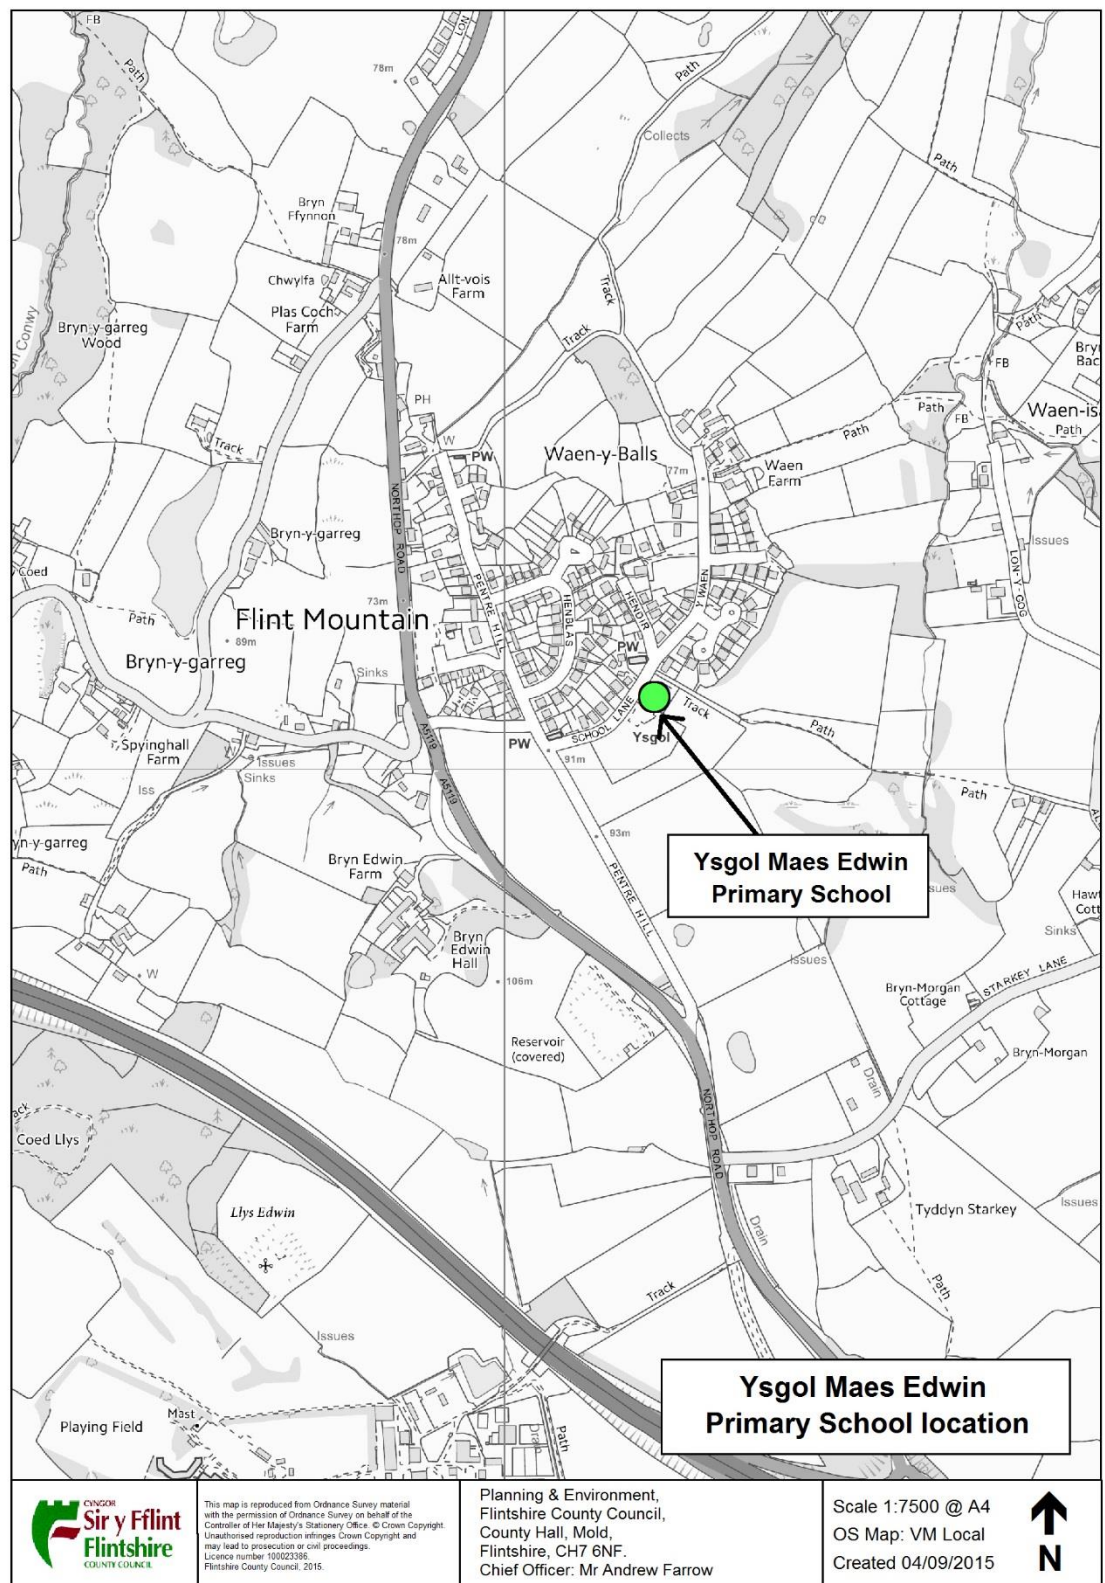 FB
Path
LON
78m
Path
Collects
Path
Bryn
Ffynnon
78m
Track
Chwylfa
Allt-vois
Farm
Plas Coch
Farm
Conwy
Bryn-y-garreg
Wood
Track
Path
FB
PH
Path
FB
Waen-is
Path
Track
W
PW
Waen-y-Balls
Path
77m
Waen
Farm
NORTHOP ROAD
Bryn-y-garreg
Issues
Coed
LON-Y-GOG
PENTRE HILL
HENBLAS
HENDIR
Y WAEN
73m
Path
Flint Mountain
89m
Bryn-y-garreg
PW
Sinks
Track
SCHOOL LANE
Ysgol
Path
Spyinghall
Farm
W
Issues
Sinks
A5119
PW
91m
Iss
A5119
Path
yn-y-garreg
Path
93m
Bryn Edwin
Farm
Ysgol Maes Edwin
Primary School
PENTRE HILL
Bryn
Edwin
Hall
Sinks
W
106m
Issues
Bryn-Morgan
Cottage
STARKEY LANE
Reservoir
(covered)
Bryn-Morgan
Drain
NORTHOP ROAD
Coed Llys
Llys Edwin
Drain
Tyddyn Starkey
Issues
Track
Path
Issues
Playing Field
Mast
Drain
Path
Ysgol Maes Edwin
Primary School location
CYNGOR
Sir y Fflint
Flintshire
COUNTY COUNCIL
This map is reproduced from Ordnance Survey material
with the permission of Ordnance Survey on behalf of the
Controller of Her Majesty's Stationery Office. © Crown Copyright.
Unauthorised reproduction infringes Crown Copyright and
may lead to prosecution or civil proceedings.
Licence number 100023386.
Flintshire County Council, 2015.
Planning & Environment,
Flintshire County Council,
County Hall, Mold,
Flintshire, CH7 6NF.
Chief Officer: Mr Andrew Farrow
Scale 1:7500 @ A4
OS Map: VM Local
Created 04/09/2015
N